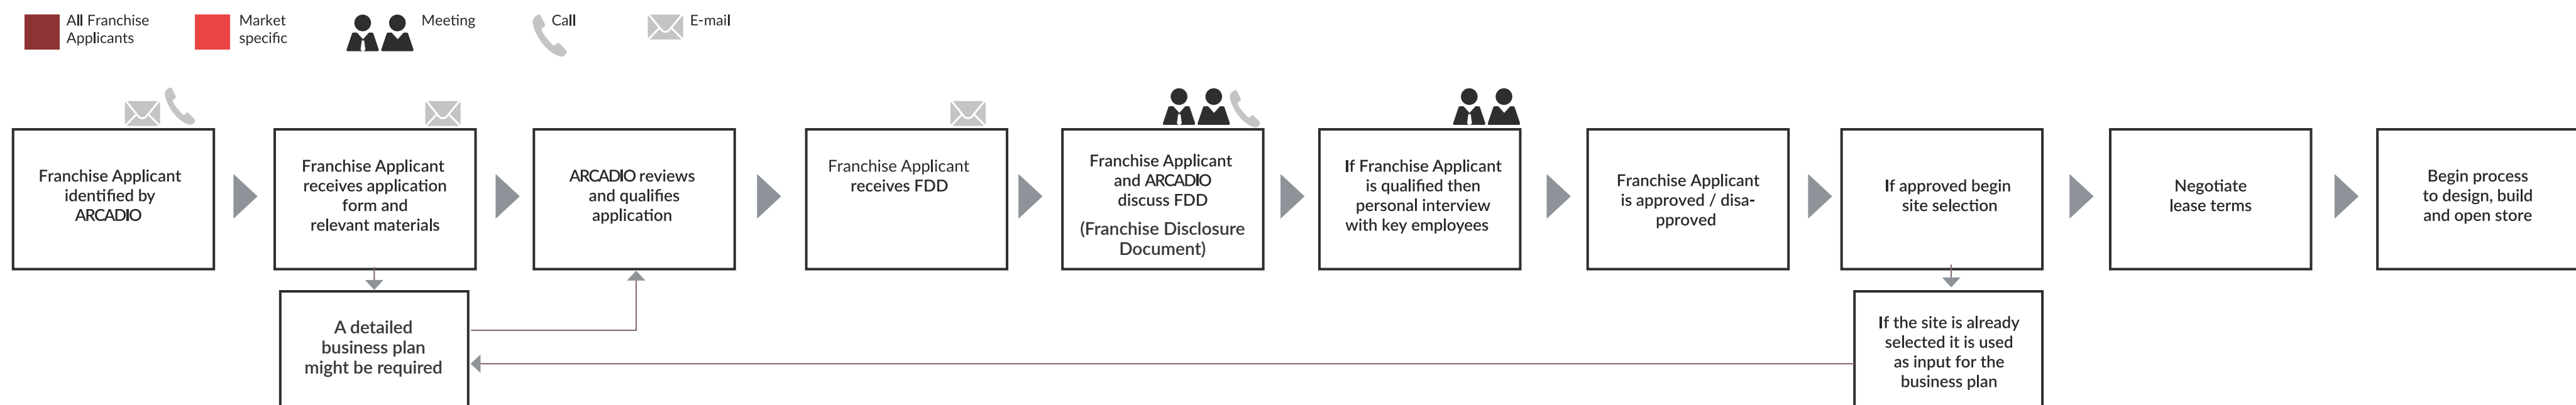 All Franchise
Applicants
Market
specific
Meeting
Call
E-mail
Franchise Applicant
identified by
ARCADIO
Franchise Applicant
receives application
form and
relevant materials
ARCADIO reviews
and qualifies
application
Franchise Applicant
receives FDD
Franchise Applicant
and ARCADIO
discuss FDD
(Franchise Disclosure
Document)
If Franchise Applicant
is qualified then
personal interview
with key employees
Franchise Applicant
is approved / disa-
pproved
If approved begin
site selection
Negotiate
lease terms
Begin process
to design, build
and open store
A detailed
business plan
might be required
If the site is already
selected it is used
as input for the
business plan